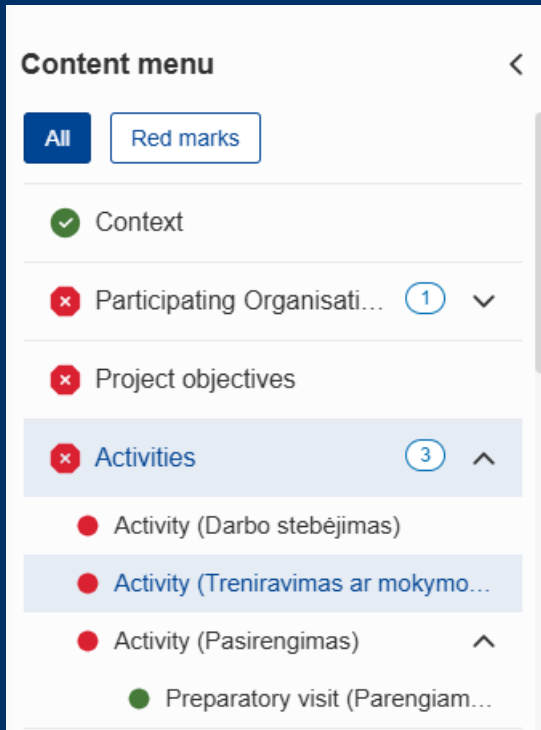 Content menu
All
Red marks
Context
Participating Organisati... 1
Project objectives
Activities 3
Activity (Darbo stebėjimas)
Activity (Treniravimas ar mokymo...
Activity (Pasirengimas)
Preparatory visit (Parengiam...